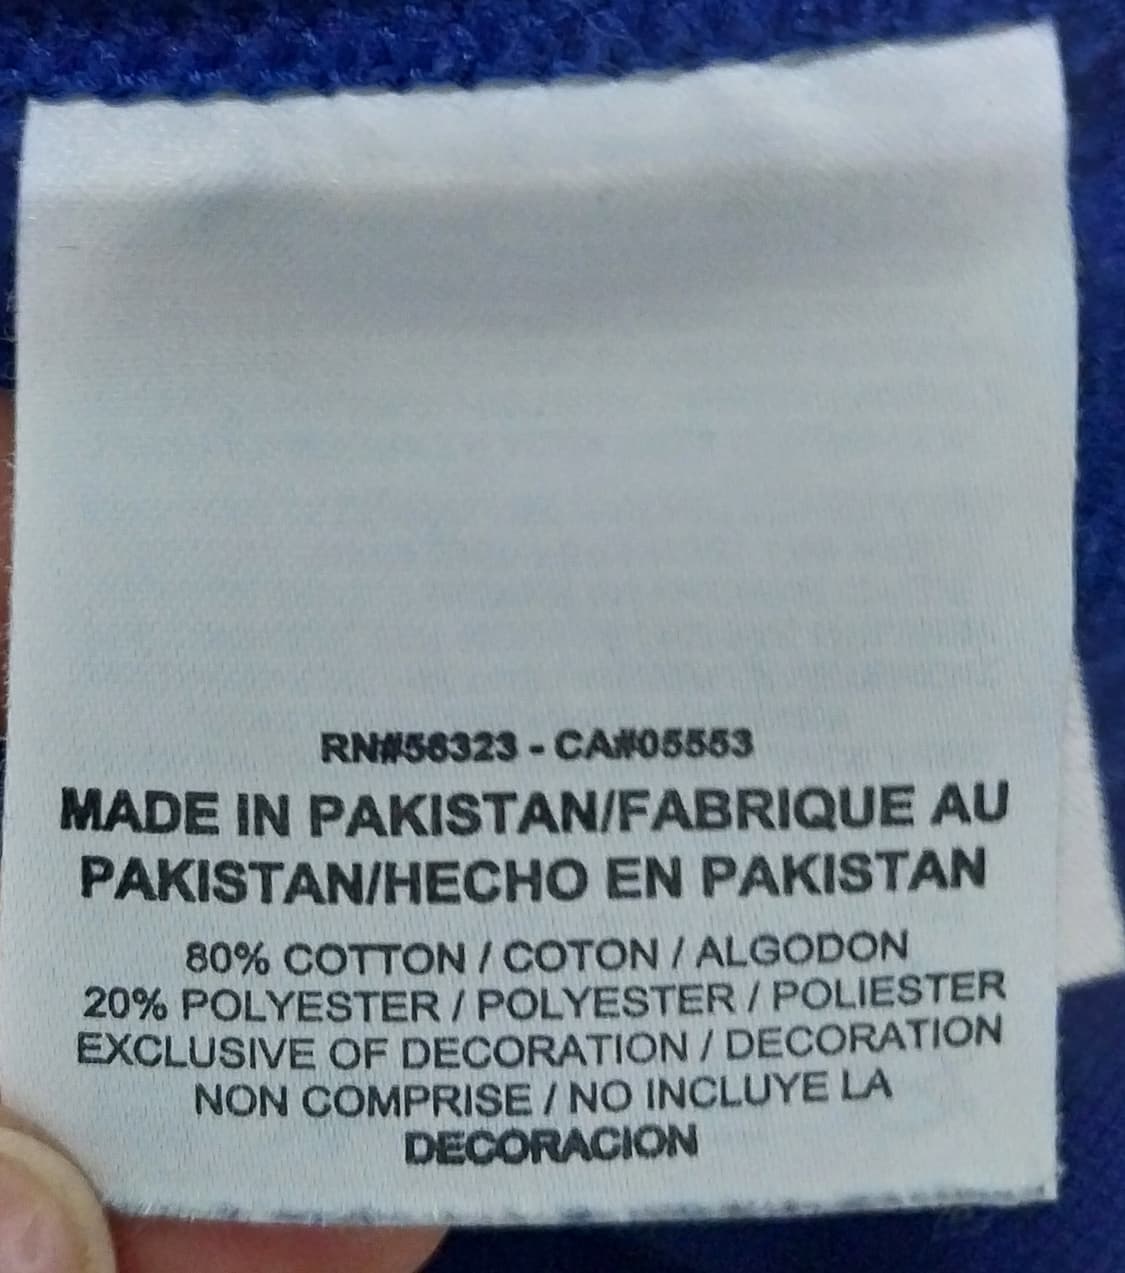 RN#56323 - CA#05553
MADE IN PAKISTAN/FABRIQUE AU
PAKISTAN/HECHO EN PAKISTAN
80% COTTON / COTON / ALGODON
20% POLYESTER / POLYESTER / POLIESTER
EXCLUSIVE OF DECORATION / DECORATION
NON COMPRISE / NO INCLUYE LA
DECORACION